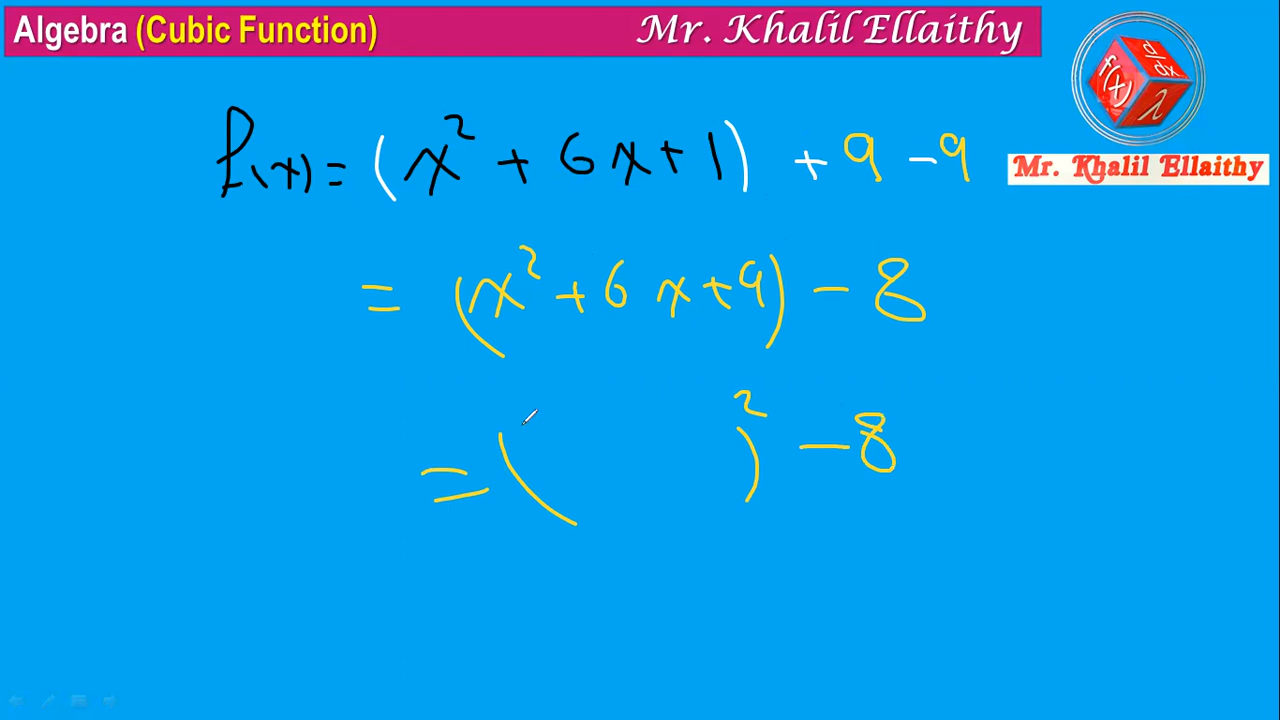 Algebra (Cubic Function)
Mr. Khalil Ellaithy
f(x) d/dx λ
Mr. Khalil Ellaithy
f(x) = (x² + 6x + 1) + 9 - 9
= (x² + 6x + 9) - 8
= ( )² - 8